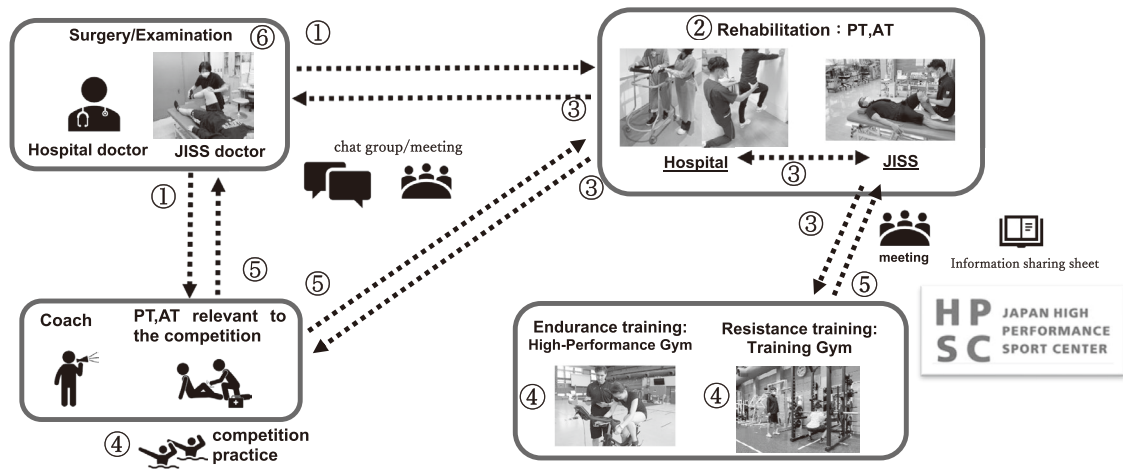 Surgery/Examination ⑥
Hospital doctor
JISS doctor
①
② Rehabilitation：PT,AT
Hospital
JISS
③
③
chat group/meeting
③
①
⑤
⑤
③
meeting
Information sharing sheet
⑤
Coach
PT,AT relevant to
the competition
④
competition
practice
Endurance training:
High-Performance Gym
④
Resistance training:
Training Gym
④
HP
SC
JAPAN HIGH
PERFORMANCE
SPORT CENTER